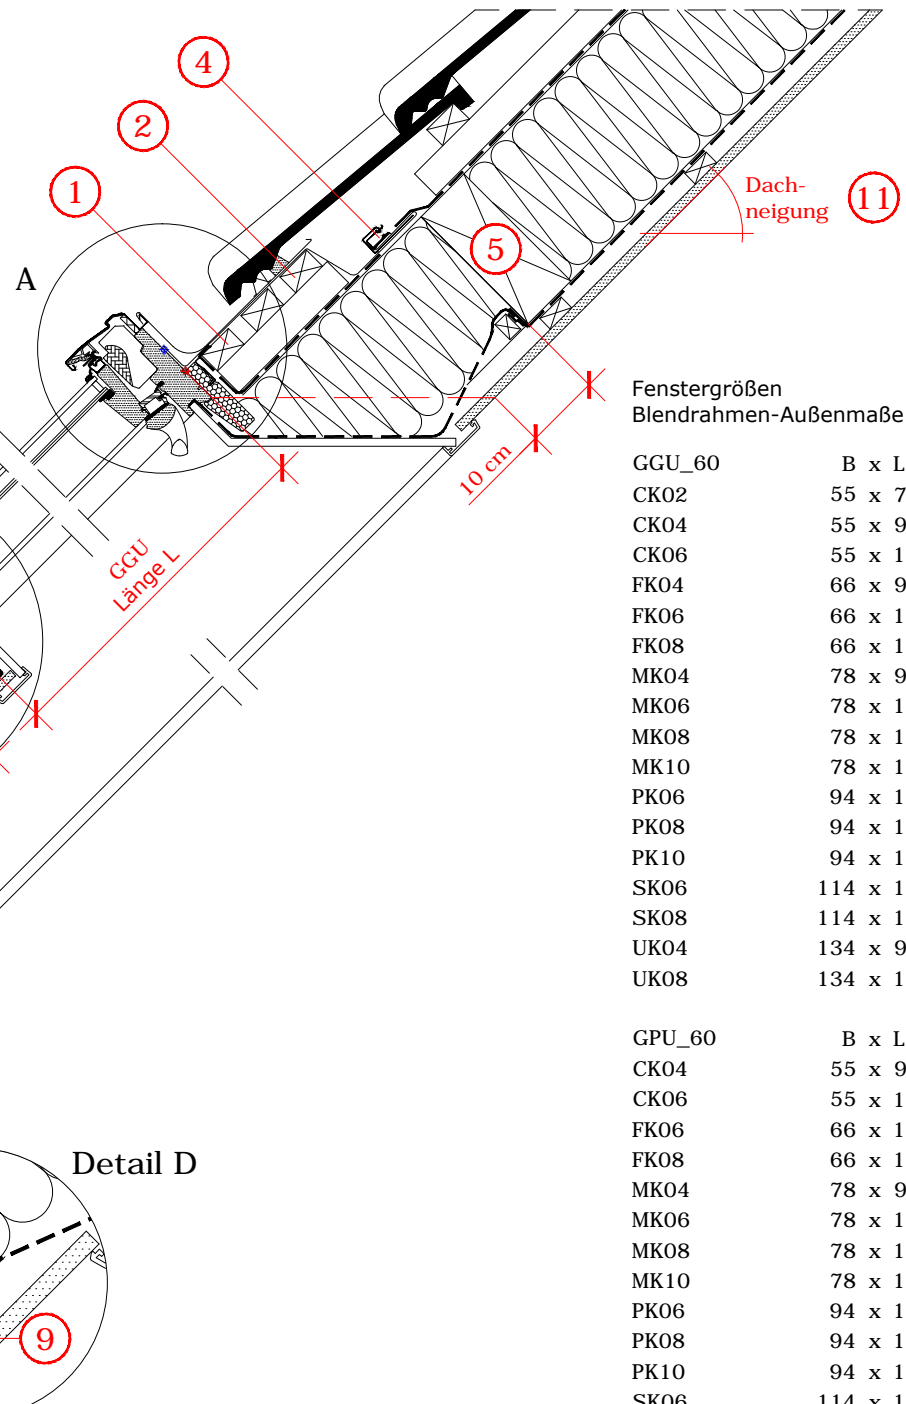 4
2
1
A
5
Dach-
neigung
11
10 cm
GGU
Länge L
Detail D
9
Fenstergrößen
Blendrahmen-Außenmaße
GGU_60 B x L
CK02 55 x 7
CK04 55 x 9
CK06 55 x 1
FK04 66 x 9
FK06 66 x 1
FK08 66 x 1
MK04 78 x 9
MK06 78 x 1
MK08 78 x 1
MK10 78 x 1
PK06 94 x 1
PK08 94 x 1
PK10 94 x 1
SK06 114 x 1
SK08 114 x 1
UK04 134 x 9
UK08 134 x 1
GPU_60 B x L
CK04 55 x 9
CK06 55 x 1
FK06 66 x 1
FK08 66 x 1
MK04 78 x 9
MK06 78 x 1
MK08 78 x 1
MK10 78 x 1
PK06 94 x 1
PK08 94 x 1
PK10 94 x 1
SK06 114 x 1